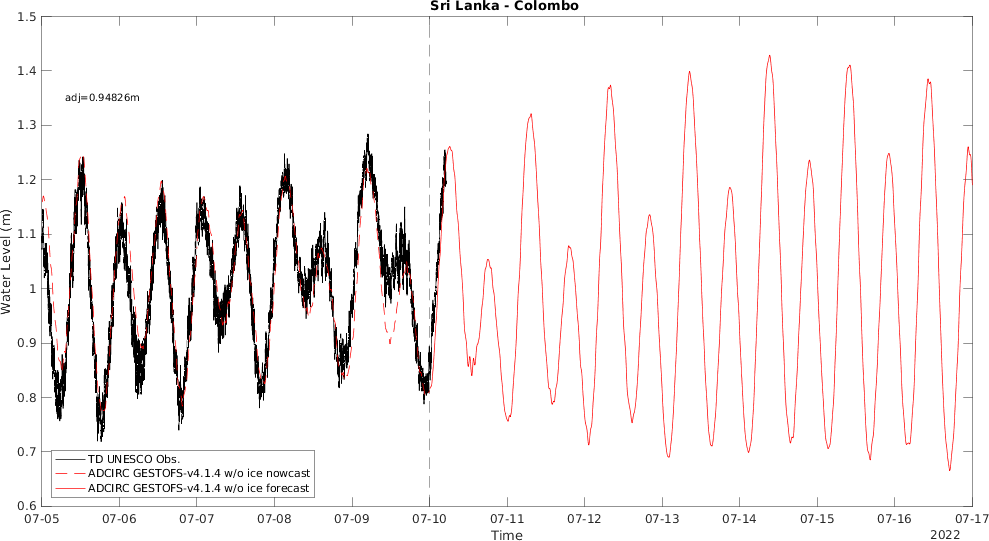 Sri Lanka - Colombo
1.5
1.4
1.3
1.2
1.1
1
0.9
0.8
0.7
0.6
Water Level (m)
adj=0.94826m
TD UNESCO Obs.
ADCIRC GESTOFS-v4.1.4 w/o ice nowcast
ADCIRC GESTOFS-v4.1.4 w/o ice forecast
07-05 07-06 07-07 07-08 07-09 07-10 07-11 07-12 07-13 07-14 07-15 07-16 07-17
Time
2022